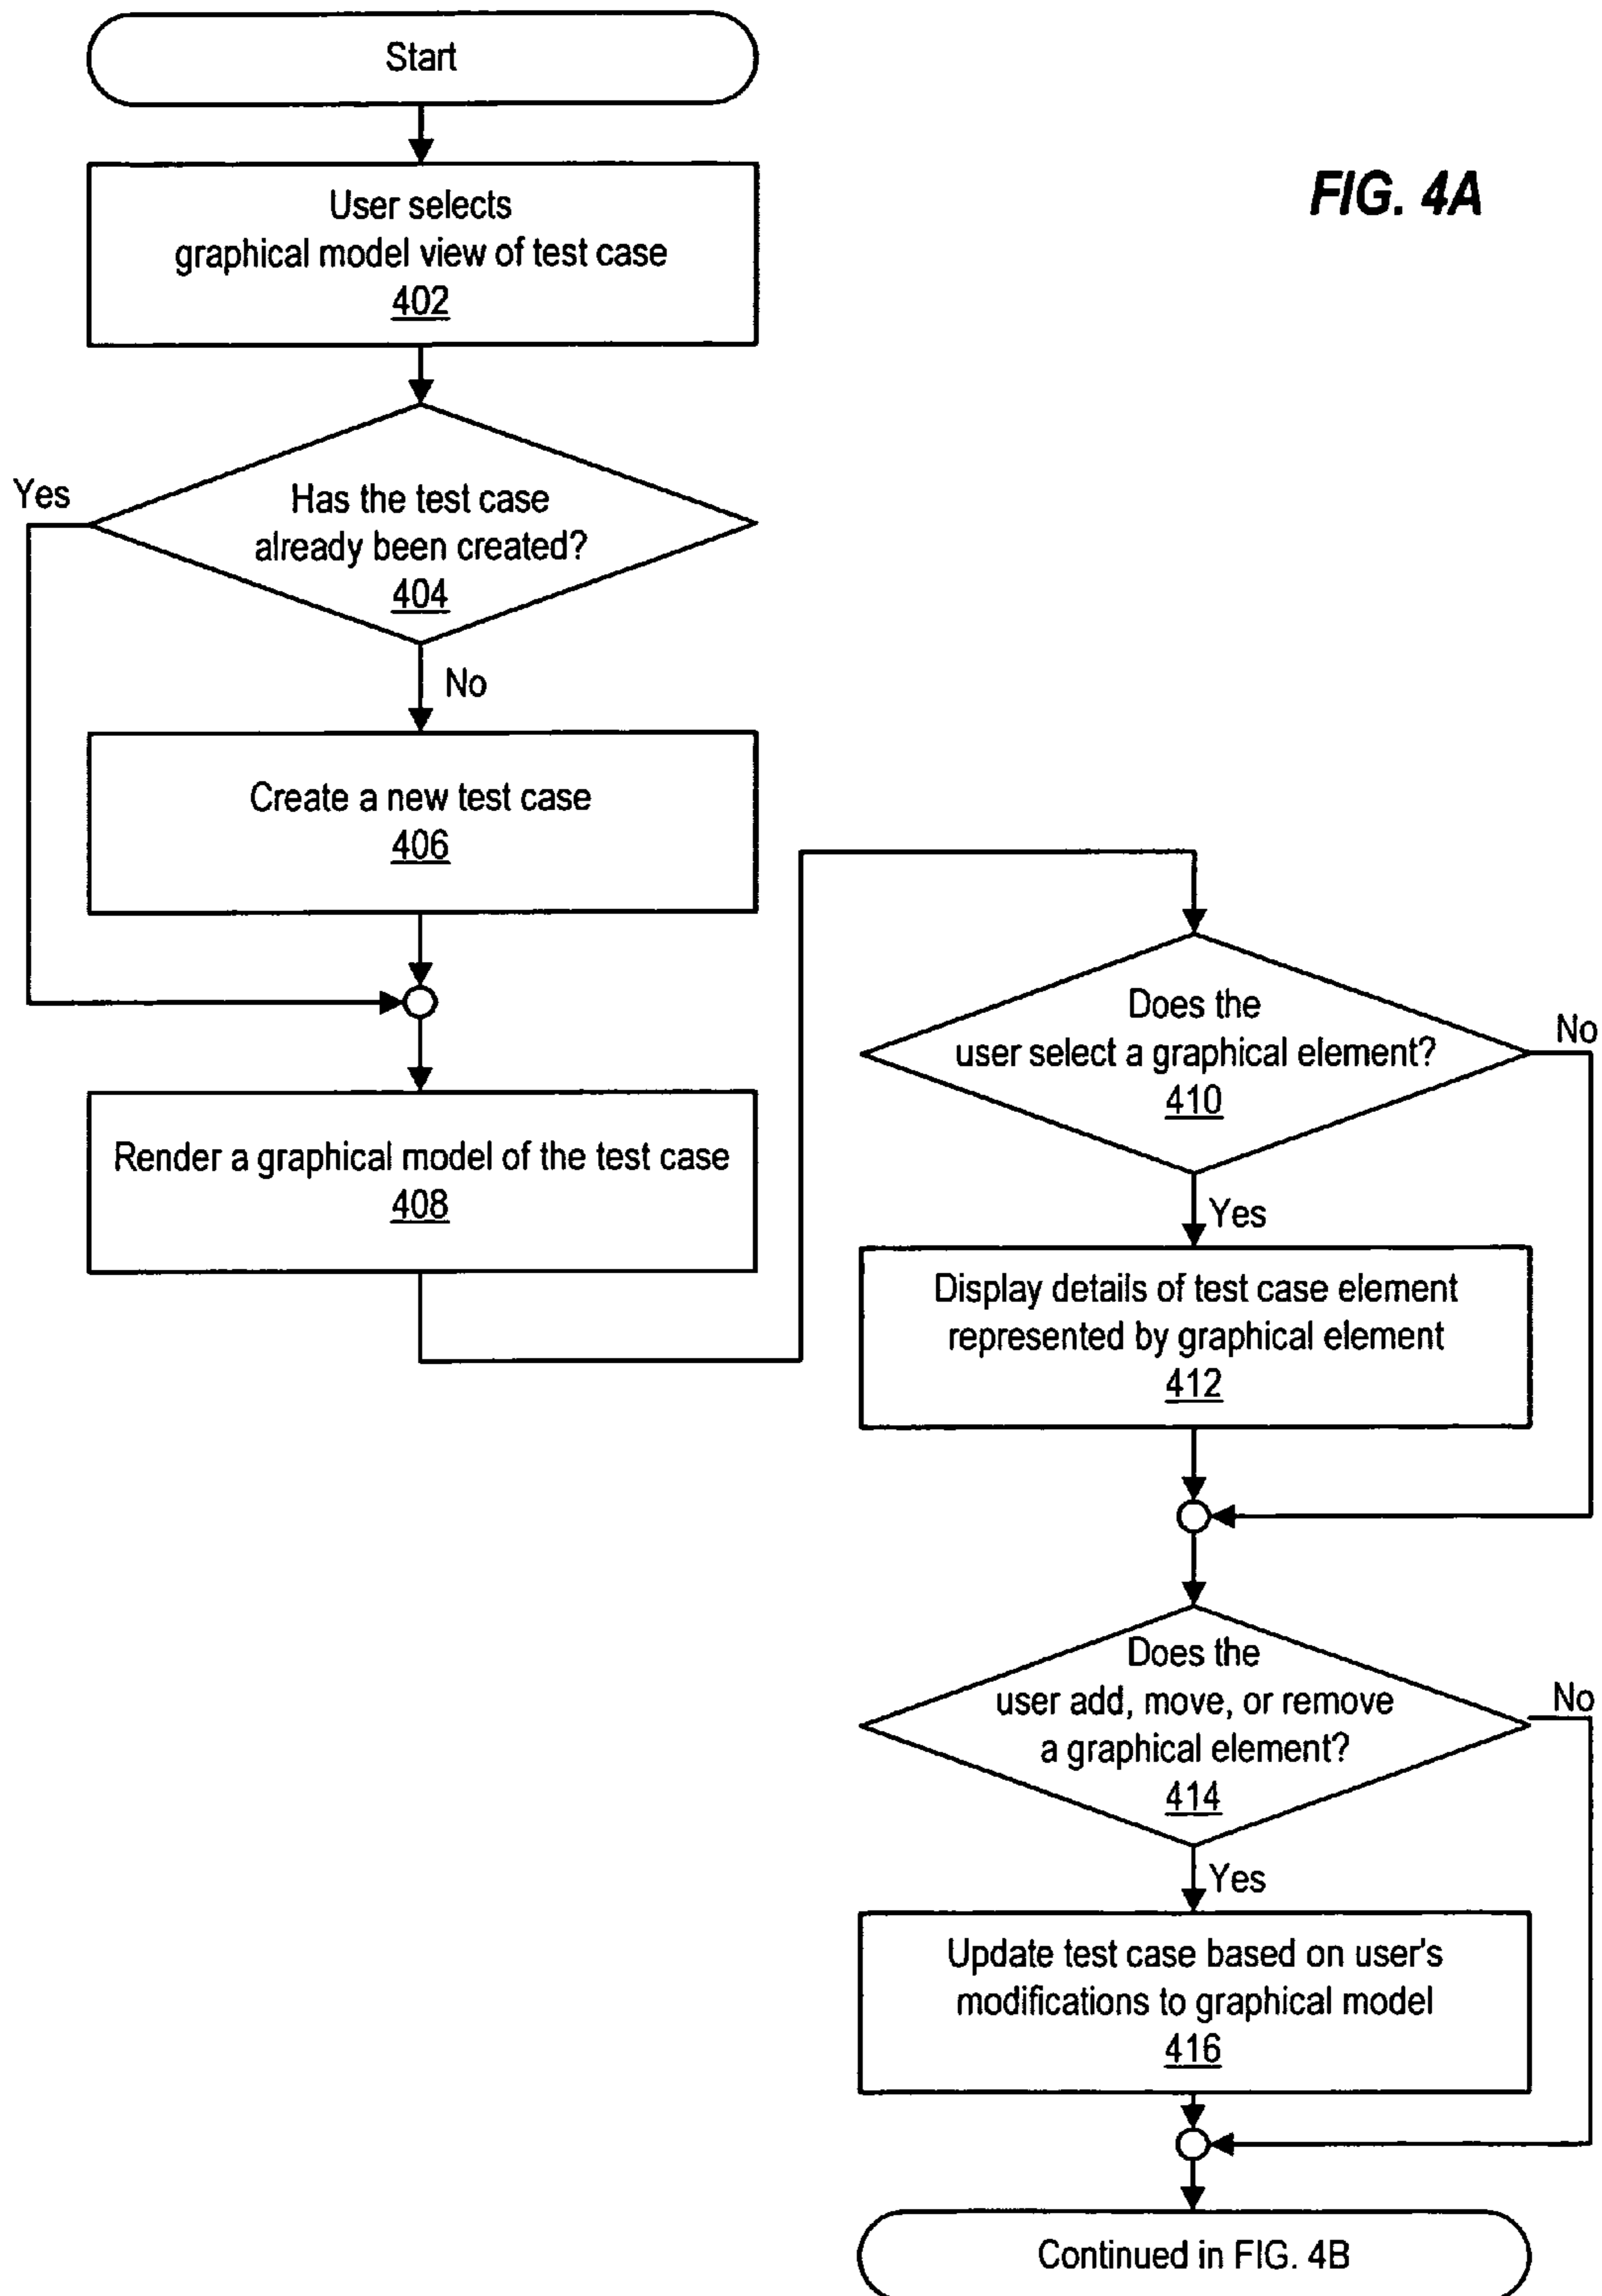 Start
FIG. 4A
User selects
graphical model view of test case
402
Yes
Has the test case
already been created?
404
No
Create a new test case
406
Render a graphical model of the test case
408
Does the
user select a graphical element?
410
No
Yes
Display details of test case element
represented by graphical element
412
Does the
user add, move, or remove
a graphical element?
414
No
Yes
Update test case based on user's
modifications to graphical model
416
Continued in FIG. 4B